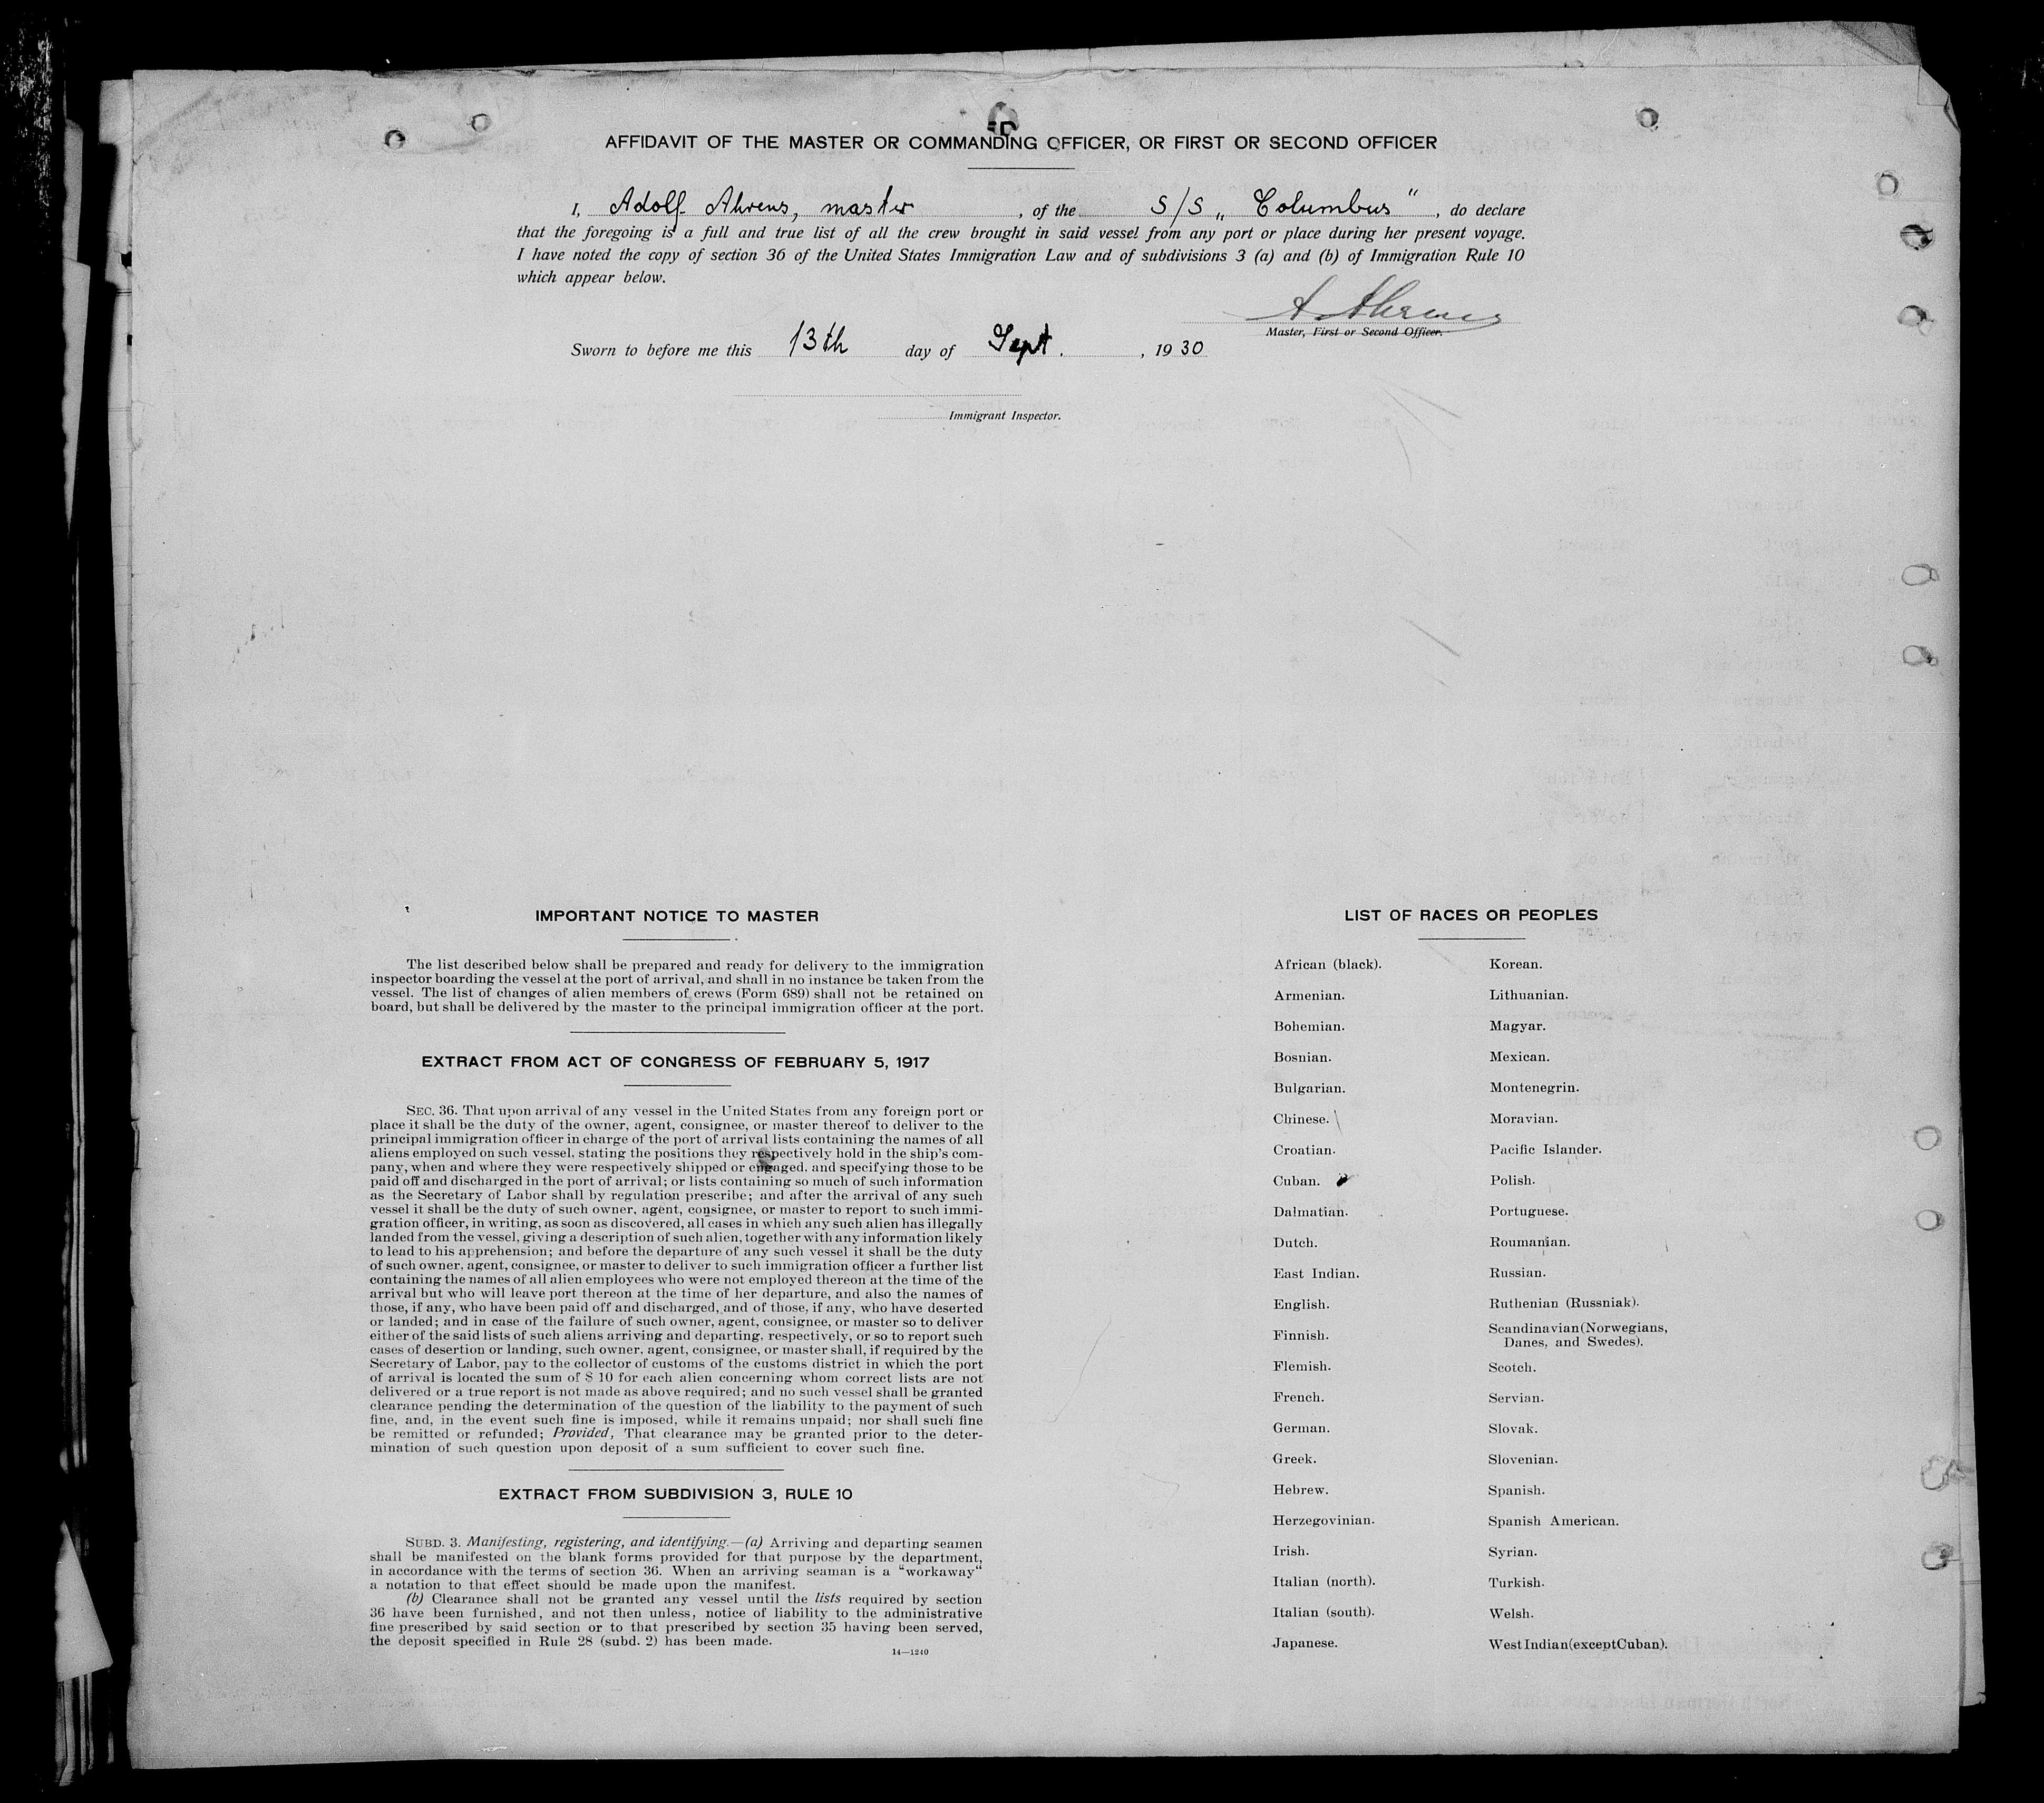 AFFIDAVIT OF THE MASTER OR COMMANDING OFFICER, OR FIRST OR SECOND OFFICER
I, Adolf Ahrens, master, of the S/S „Columbus“, do declare
that the foregoing is a full and true list of all the crew brought in said vessel from any port or place during her present voyage.
I have noted the copy of section 36 of the United States Immigration Law and of subdivisions 3 (a) and (b) of Immigration Rule 10
which appear below.
A. Ahrens
Master, First or Second Officer.
Sworn to before me this 13th day of Sept., 1930
Immigrant Inspector.
IMPORTANT NOTICE TO MASTER
The list described below shall be prepared and ready for delivery to the immigration
inspector boarding the vessel at the port of arrival, and shall in no instance be taken from the
vessel. The list of changes of alien members of crews (Form 689) shall not be retained on
board, but shall be delivered by the master to the principal immigration officer at the port.
EXTRACT FROM ACT OF CONGRESS OF FEBRUARY 5, 1917
SEC. 36. That upon arrival of any vessel in the United States from any foreign port or
place it shall be the duty of the owner, agent, consignee, or master thereof to deliver to the
principal immigration officer in charge of the port of arrival lists containing the names of all
aliens employed on such vessel, stating the positions they respectively hold in the ship's com-
pany, when and where they were respectively shipped or engaged, and specifying those to be
paid off and discharged in the port of arrival; or lists containing so much of such information
as the Secretary of Labor shall by regulation prescribe; and after the arrival of any such
vessel it shall be the duty of such owner, agent, consignee, or master to report to such immi-
gration officer, in writing, as soon as discovered, all cases in which any such alien has illegally
landed from the vessel, giving a description of such alien, together with any information likely
to lead to his apprehension; and before the departure of any such vessel it shall be the duty
of such owner, agent, consignee, or master to deliver to such immigration officer a further list
containing the names of all alien employees who were not employed thereon at the time of the
arrival but who will leave port thereon at the time of her departure, and also the names of
those, if any, who have been paid off and discharged, and of those, if any, who have deserted
or landed; and in case of the failure of such owner, agent, consignee, or master so to deliver
either of the said lists of such aliens arriving and departing, respectively, or so to report such
cases of desertion or landing, such owner, agent, consignee, or master shall, if required by the
Secretary of Labor, pay to the collector of customs of the customs district in which the port
of arrival is located the sum of $ 10 for each alien concerning whom correct lists are not
delivered or a true report is not made as above required; and no such vessel shall be granted
clearance pending the determination of the question of the liability to the payment of such
fine, and, in the event such fine is imposed, while it remains unpaid; nor shall such fine
be remitted or refunded; Provided, That clearance may be granted prior to the deter-
mination of such question upon deposit of a sum sufficient to cover such fine.
EXTRACT FROM SUBDIVISION 3, RULE 10
SUBD. 3. Manifesting, registering, and identifying.—(a) Arriving and departing seamen
shall be manifested on the blank forms provided for that purpose by the department,
in accordance with the terms of section 36. When an arriving seaman is a “workaway“
a notation to that effect should be made upon the manifest.
(b) Clearance shall not be granted any vessel until the lists required by section
36 have been furnished, and not then unless, notice of liability to the administrative
fine prescribed by said section or to that prescribed by section 35 having been served,
the deposit specified in Rule 28 (subd. 2) has been made.
14—1240
LIST OF RACES OR PEOPLES
African (black).
Armenian.
Bohemian.
Bosnian.
Bulgarian.
Chinese.
Croatian.
Cuban.
Dalmatian.
Dutch.
East Indian.
English.
Finnish.
Flemish.
French.
German.
Greek.
Hebrew.
Herzegovinian.
Irish.
Italian (north).
Italian (south).
Japanese.
Korean.
Lithuanian.
Magyar.
Mexican.
Montenegrin.
Moravian.
Pacific Islander.
Polish.
Portuguese.
Roumanian.
Russian.
Ruthenian (Russniak).
Scandinavian (Norwegians,
Danes, and Swedes).
Scotch.
Servian.
Slovak.
Slovenian.
Spanish.
Spanish American.
Syrian.
Turkish.
Welsh.
West Indian (except Cuban).